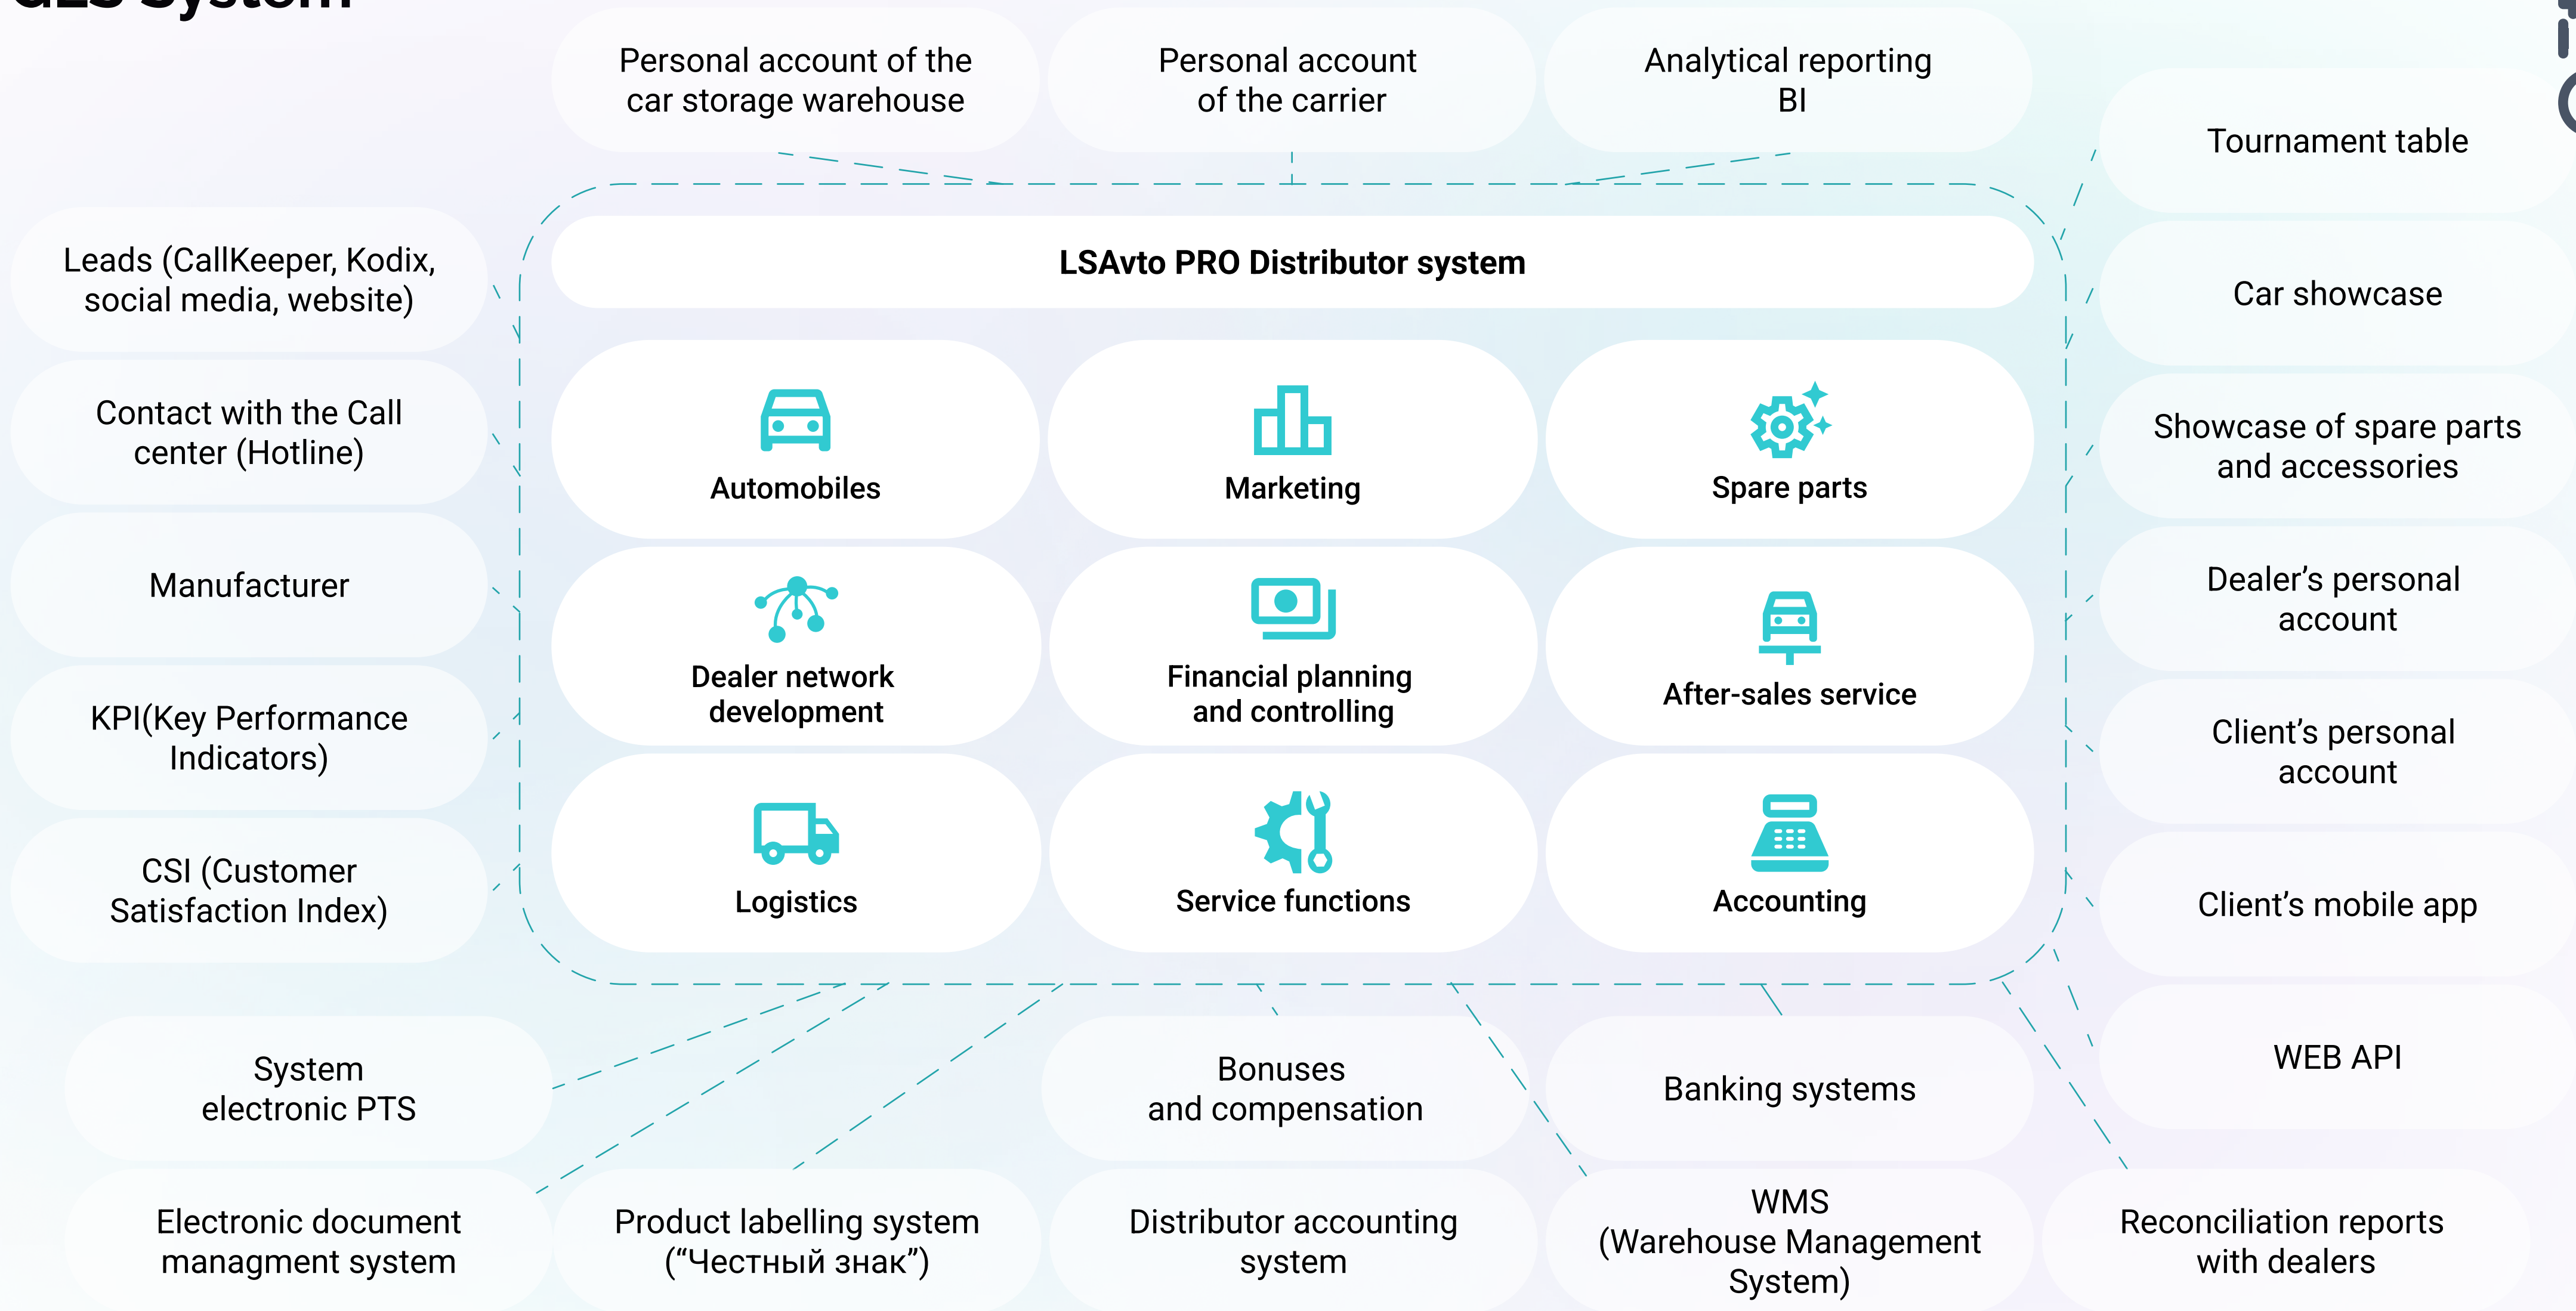 System
Personal account of the
car storage warehouse
Personal account
of the carrier
Analytical reporting
BI
Tournament table
Leads (CallKeeper, Kodix,
social media, website)
LSAvto PRO Distributor system
Car showcase
Contact with the Call
center (Hotline)
Automobiles
Marketing
Spare parts
Showcase of spare parts
and accessories
Manufacturer
Dealer network
development
Financial planning
and controlling
After-sales service
Dealer’s personal
account
KPI(Key Performance
Indicators)
Client’s personal
account
CSI (Customer
Satisfaction Index)
Logistics
Service functions
Accounting
Client’s mobile app
System
electronic PTS
Bonuses
and compensation
Banking systems
WEB API
Electronic document
managment system
Product labelling system
(“Честный знак”)
Distributor accounting
system
WMS
(Warehouse Management
System)
Reconciliation reports
with dealers